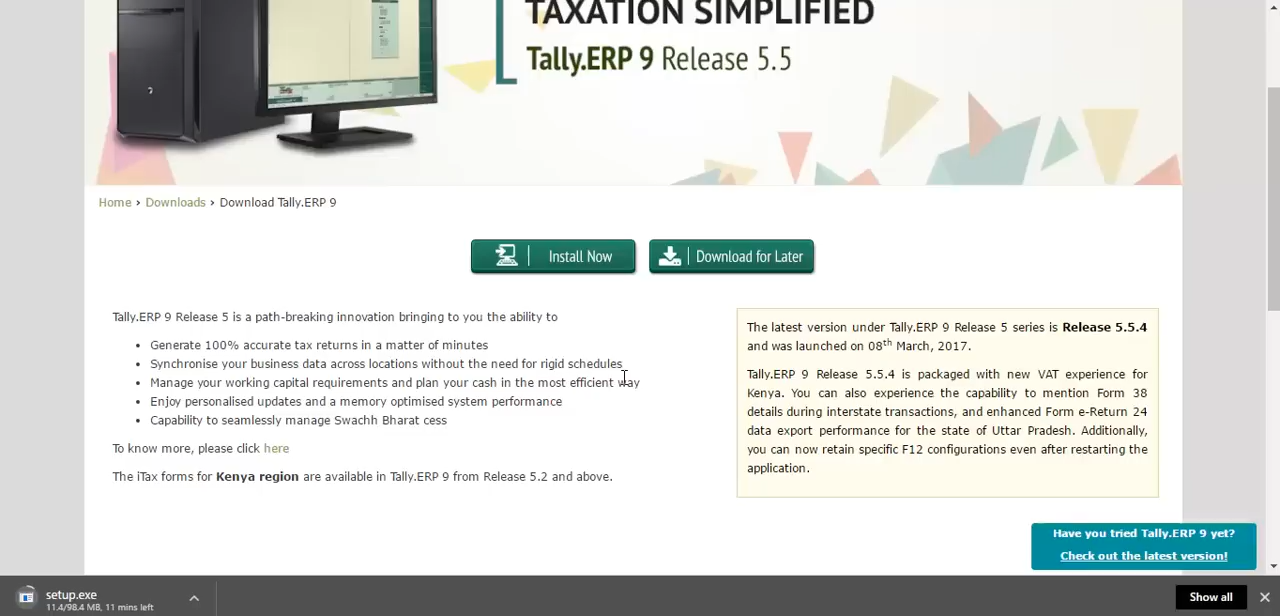 TAXATION SIMPLIFIED
Tally.ERP 9 Release 5.5
Home › Downloads › Download Tally.ERP 9
Install Now
Download for Later
Tally.ERP 9 Release 5 is a path-breaking innovation bringing to you the ability to
• Generate 100% accurate tax returns in a matter of minutes
• Synchronise your business data across locations without the need for rigid schedules
• Manage your working capital requirements and plan your cash in the most efficient way
• Enjoy personalised updates and a memory optimised system performance
• Capability to seamlessly manage Swachh Bharat cess
To know more, please click here
The iTax forms for Kenya region are available in Tally.ERP 9 from Release 5.2 and above.
The latest version under Tally.ERP 9 Release 5 series is Release 5.5.4
and was launched on 08th March, 2017.
Tally.ERP 9 Release 5.5.4 is packaged with new VAT experience for
Kenya. You can also experience the capability to mention Form 38
details during interstate transactions, and enhanced Form e-Return 24
data export performance for the state of Uttar Pradesh. Additionally,
you can now retain specific F12 configurations even after restarting the
application.
Have you tried Tally.ERP 9 yet?
Check out the latest version!
setup.exe
11.4/98.4 MB, 11 mins left
Show all